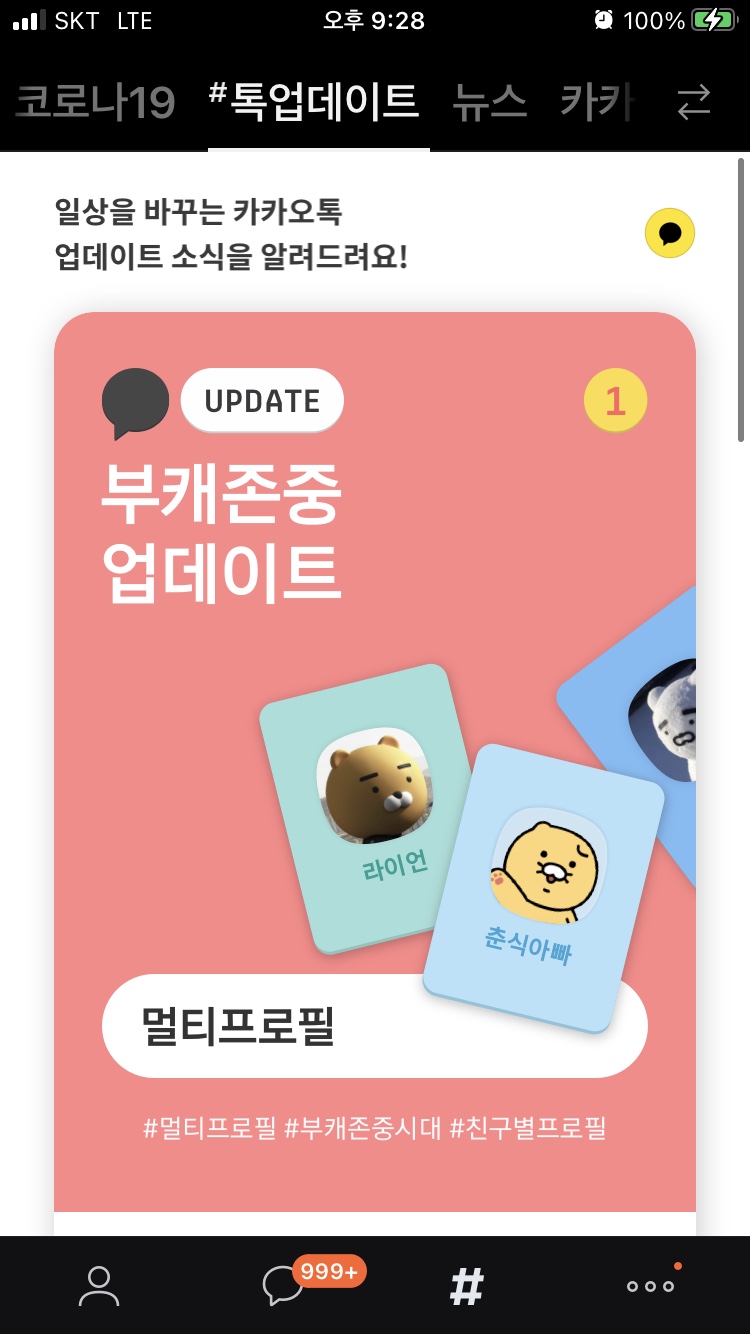 SKT LTE 오후 9:28 100%
코로나19 #톡업데이트 뉴스 카카
일상을 바꾸는 카카오톡
업데이트 소식을 알려드려요!
UPDATE 1
부캐존중
업데이트
라이언
춘식아빠
멀티프로필
#멀티프로필 #부캐존중시대 #친구별프로필
999+ #